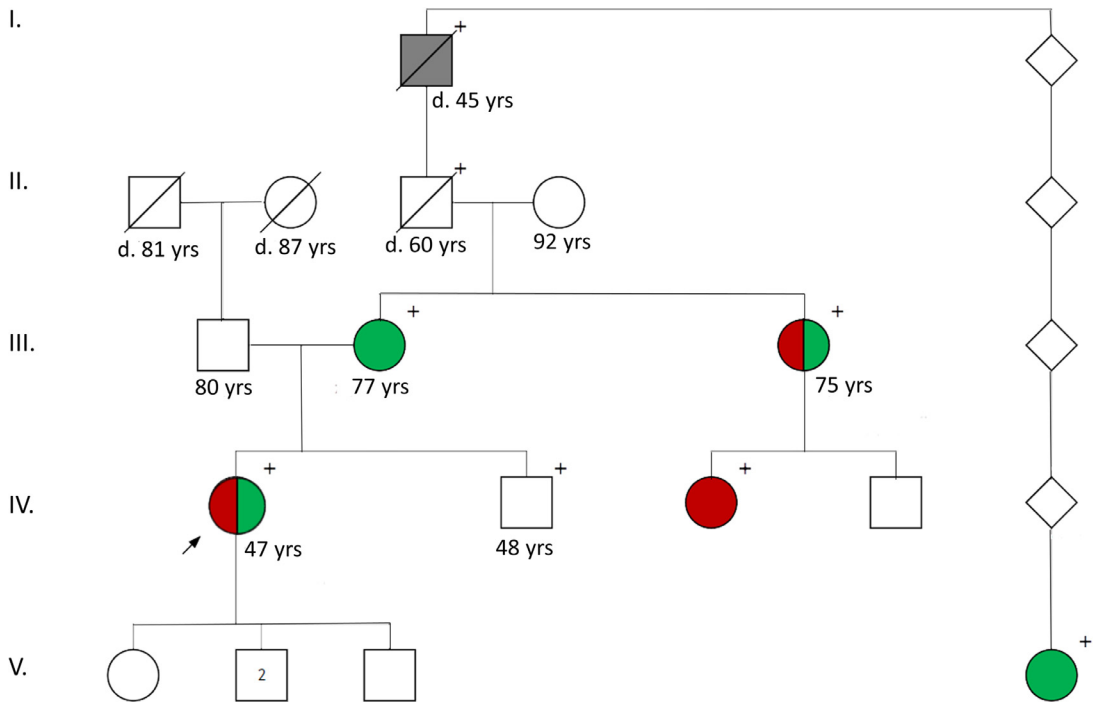 I.
+
d. 45 yrs
II.
+
d. 81 yrs
d. 87 yrs
d. 60 yrs
92 yrs
III.
+
+
80 yrs
77 yrs
75 yrs
IV.
+
+
+
47 yrs
48 yrs
V.
2
+